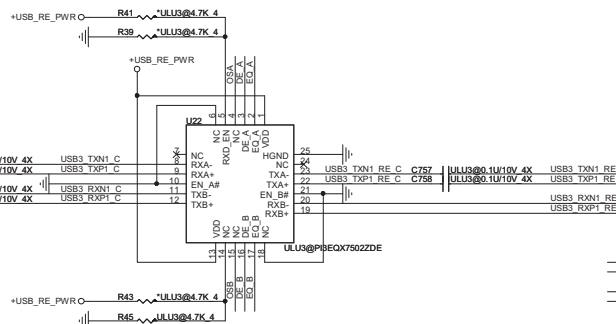 +USB_RE_PWR R41 *ULU3@4.7K_4
R39 *ULU3@4.7K_4
+USB_RE_PWR
OSA DE_A EQ_A
6 5 4 3 2 1
U22
NC RXD_EN NC DE_A EQ_A VDD
/10V_4X USB3_TXN1_C 8 RXA-
7 NC
USB3_TXP1_C 9 RXA+
10 EN_A#
/10V_4X USB3_RXN1_C 11 TXB-
/10V_4X USB3_RXP1_C 12 TXB+
HGND 25
NC 24
TXA- 23 USB3_TXN1_RE_C C757 ULU3@0.1U/10V_4X USB3_TXN1_RE
TXA+ 22 USB3_TXP1_RE_C C758 ULU3@0.1U/10V_4X USB3_TXP1_RE
EN_B# 21
RXB- 20 USB3_RXN1_RE
RXB+ 19 USB3_RXP1_RE
VDD NC NC DE_B EQ_B NC
ULU3@PI3EQX7502ZDE
13 14 15 16 17 18
OSB DE_B EQ_B
+USB_RE_PWR R43 *ULU3@4.7K_4
R45 ULU3@4.7K_4